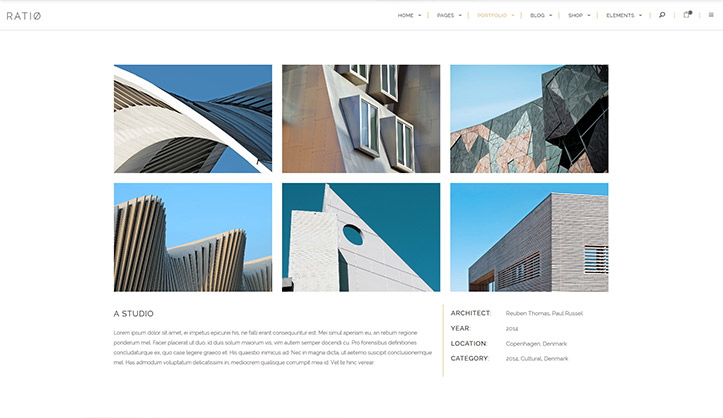 RATIØ
HOME PAGES PORTFOLIO BLOG SHOP ELEMENTS
A STUDIO
Lorem ipsum dolor sit amet, ei impetus epicurei his, ne falli erant consequuntur est. Mei simul aperiam eu, an rebum regione
ponderum mel. Facer placerat ut duo, id duis solum maiorum vis, vim autem semper docendi cu. Pro forensibus definitiones
concludaturque ex, quo case legere graeco et. His quaestio inimicus ad. Nec in magna dicta, ut aeterno suscipit conclusionemque
mel. Has admodum voluptatum delicatissimi in, mediocrem qualisque corrumpit mea id. Vel te hinc verear.
ARCHITECT: Reuben Thomas, Paul Russel
YEAR: 2014
LOCATION: Copenhagen, Denmark
CATEGORY: 2014, Cultural, Denmark